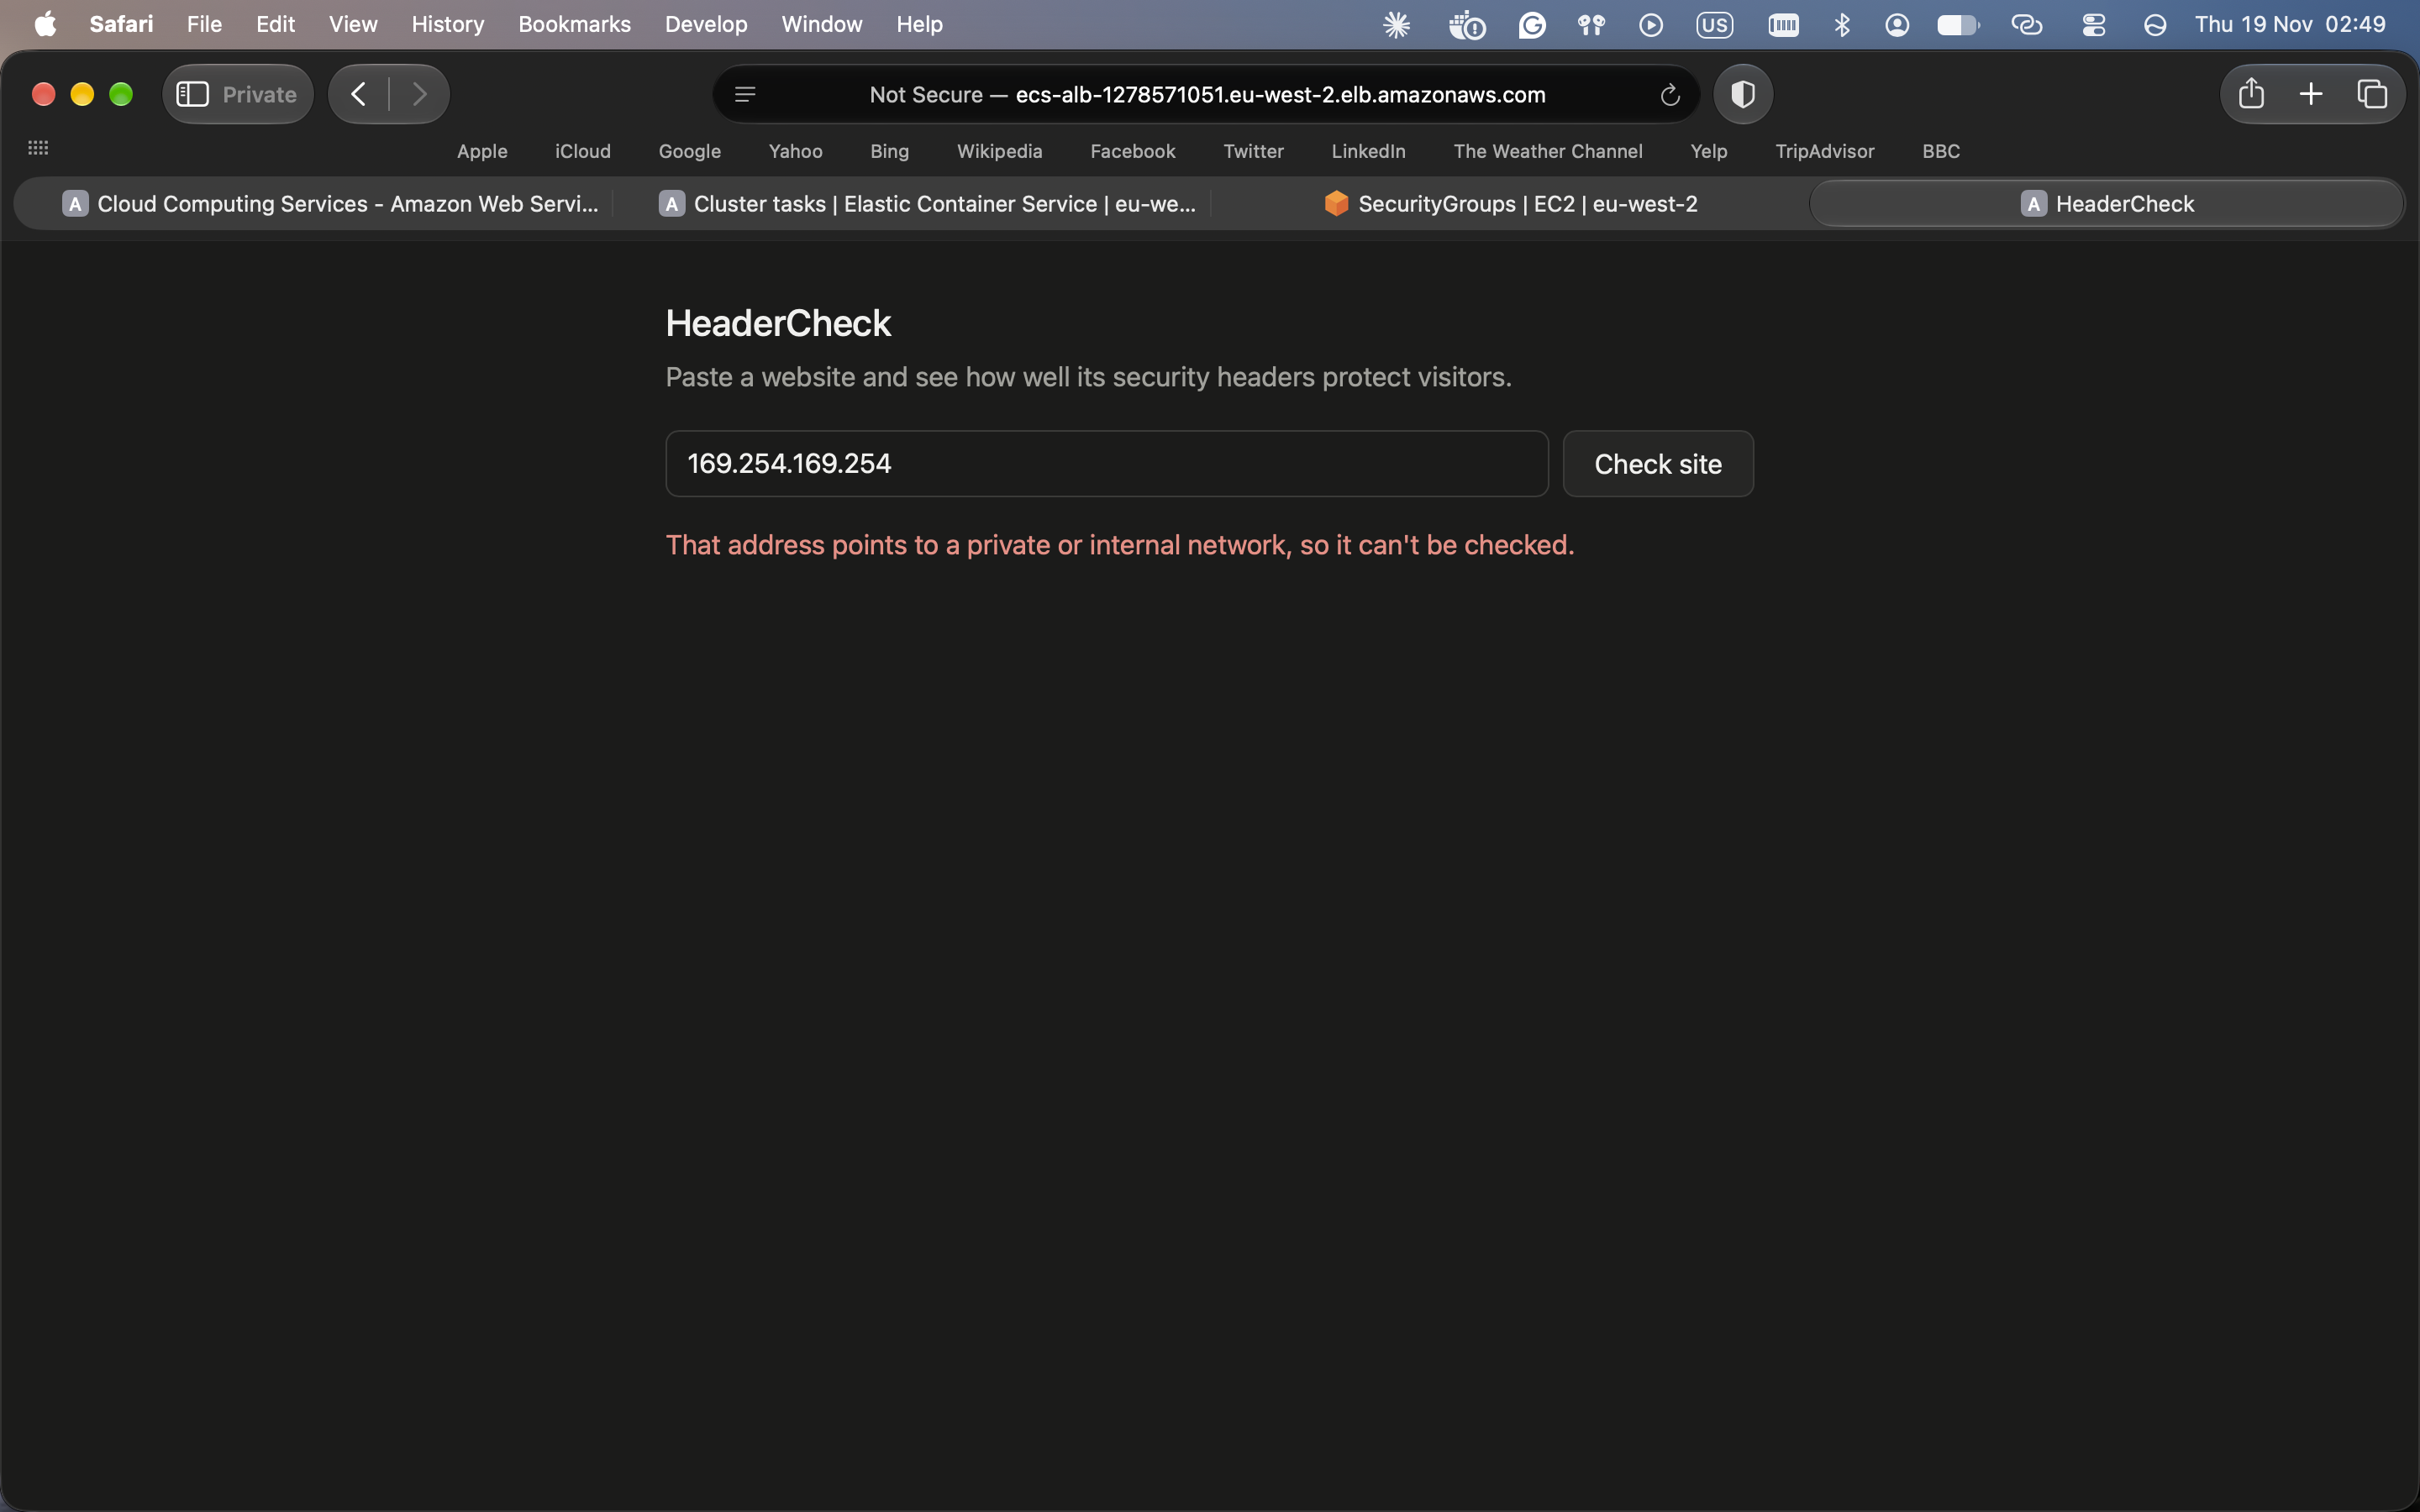 Safari File Edit View History Bookmarks Develop Window Help US Thu 19 Nov 02:49
Private Not Secure — ecs-alb-1278571051.eu-west-2.elb.amazonaws.com
Apple iCloud Google Yahoo Bing Wikipedia Facebook Twitter LinkedIn The Weather Channel Yelp TripAdvisor BBC
A Cloud Computing Services - Amazon Web Servi... A Cluster tasks | Elastic Container Service | eu-we... SecurityGroups | EC2 | eu-west-2 A HeaderCheck
HeaderCheck
Paste a website and see how well its security headers protect visitors.
169.254.169.254 Check site
That address points to a private or internal network, so it can't be checked.